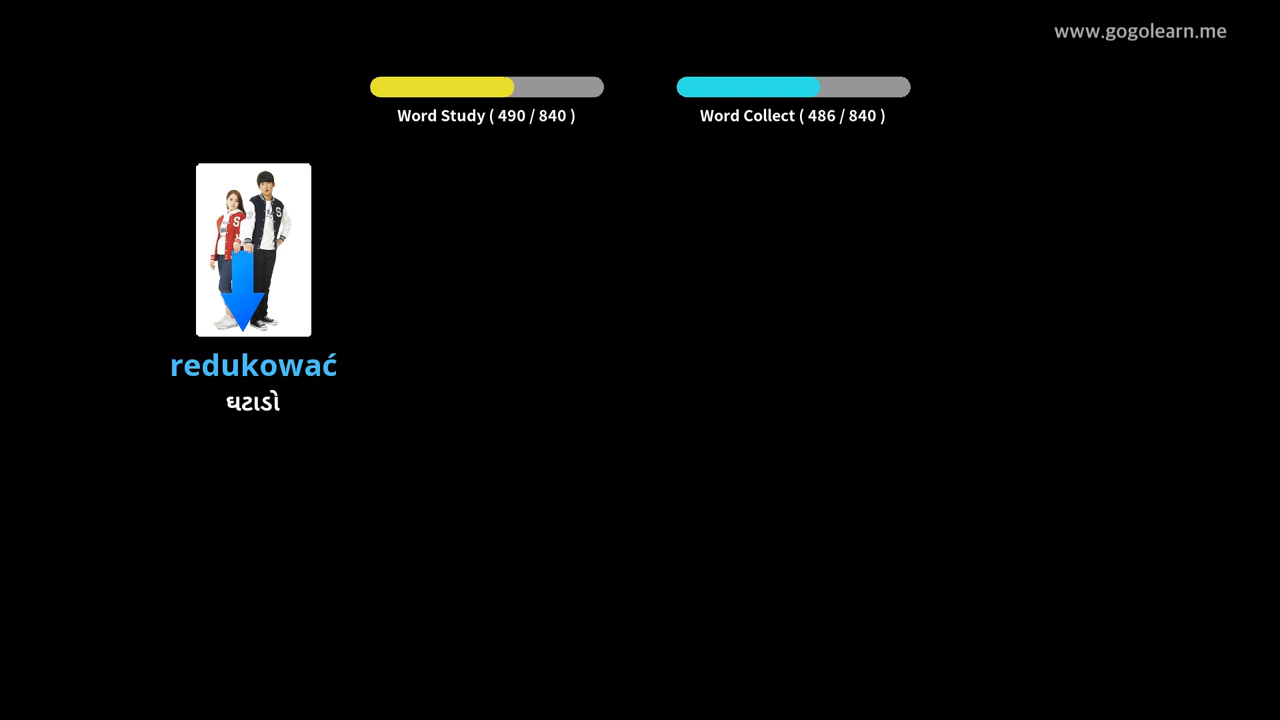 www.gogolearn.me
Word Study ( 490 / 840 )
Word Collect ( 486 / 840 )
S
S
redukować
ઘટાડો